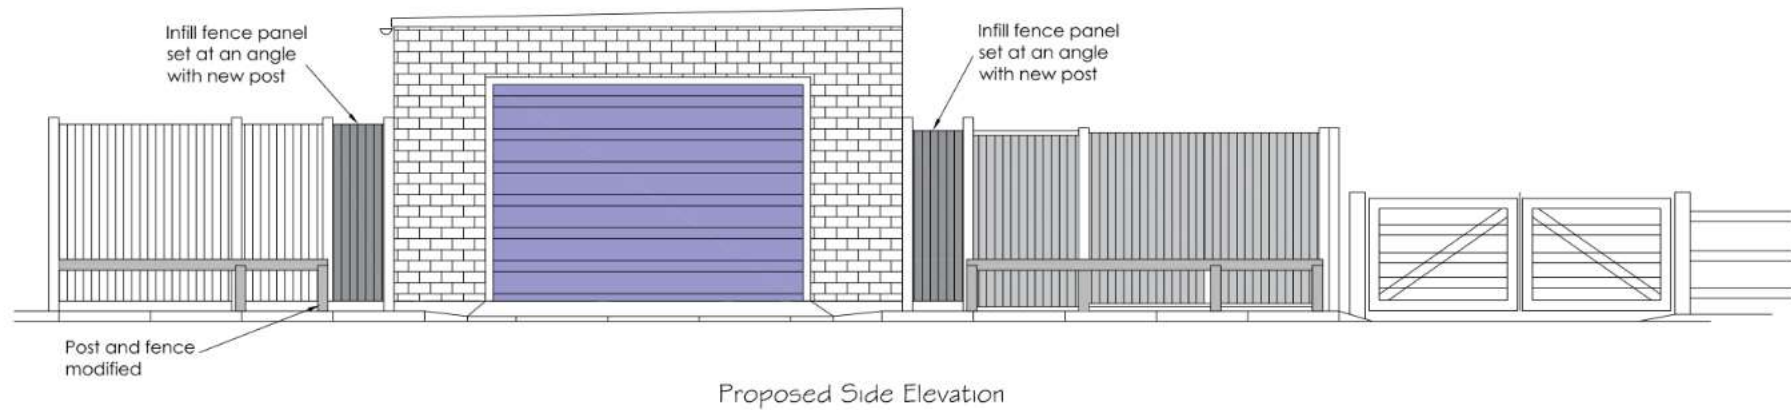 Infill fence panel
set at an angle
with new post
Infill fence panel
set at an angle
with new post
Post and fence
modified
Proposed Side Elevation